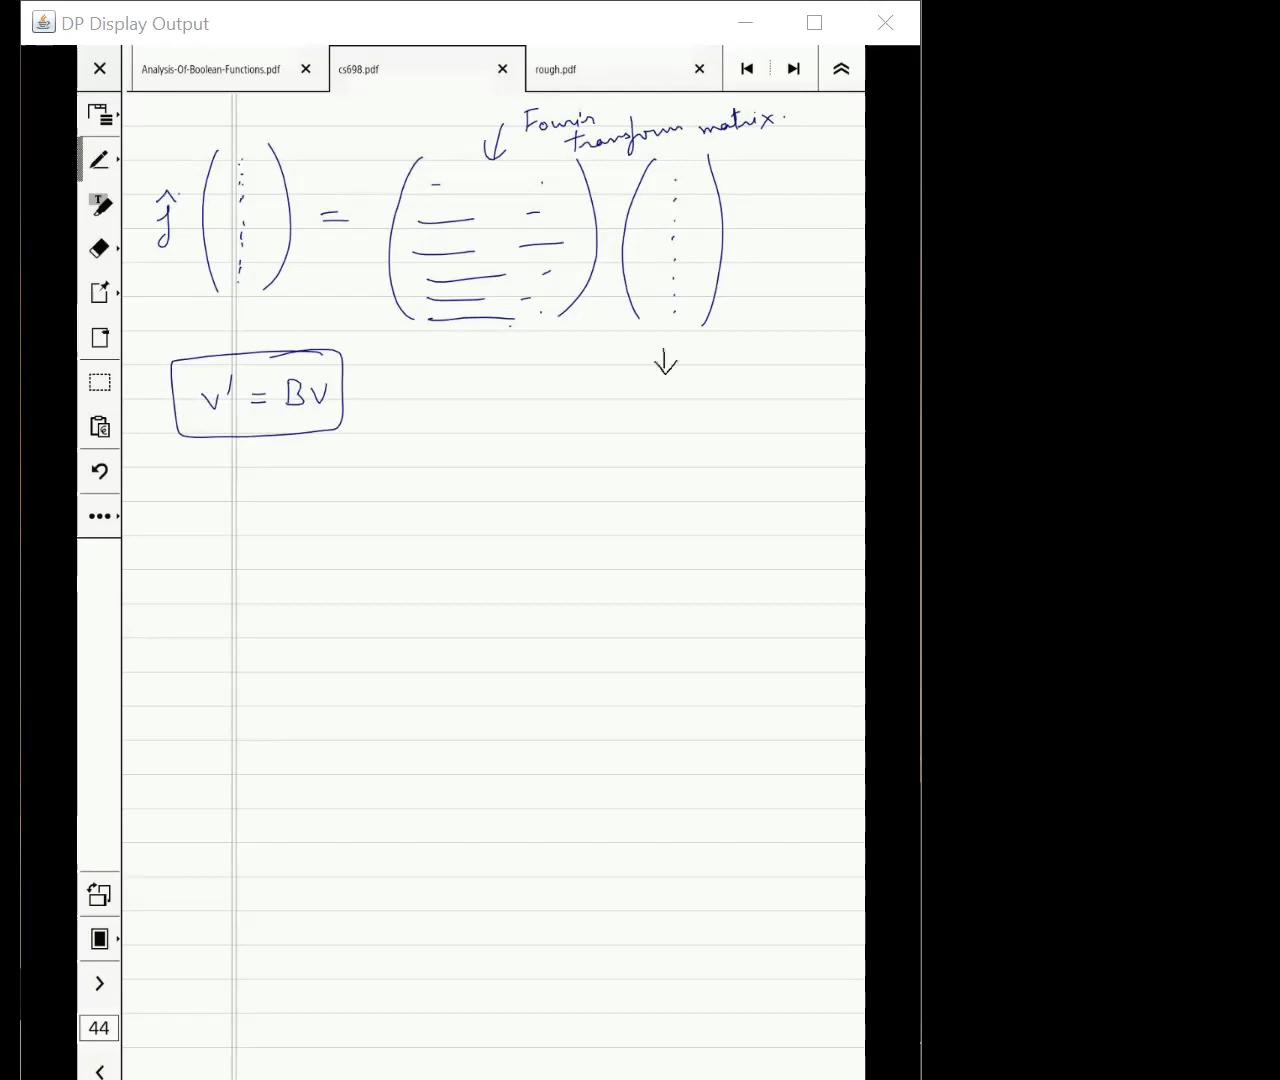 DP Display Output
Analysis-Of-Boolean-Functions.pdf
cs698.pdf
rough.pdf
Fourier
transform matrix.
f̂ =
v' = Bv
44